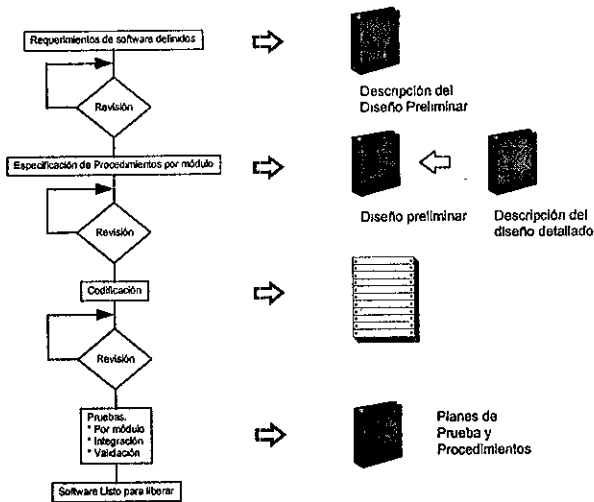 Requerimientos de software definidos
Descripción del
Diseño Preliminar
Revisión
Especificación de Procedimientos por módulo
Diseño preliminar
Descripción del
diseño detallado
Revisión
Codificación
Revisión
Pruebas.
* Por módulo
* Integración
* Validación
Planes de
Prueba y
Procedimientos
Software Listo para liberar